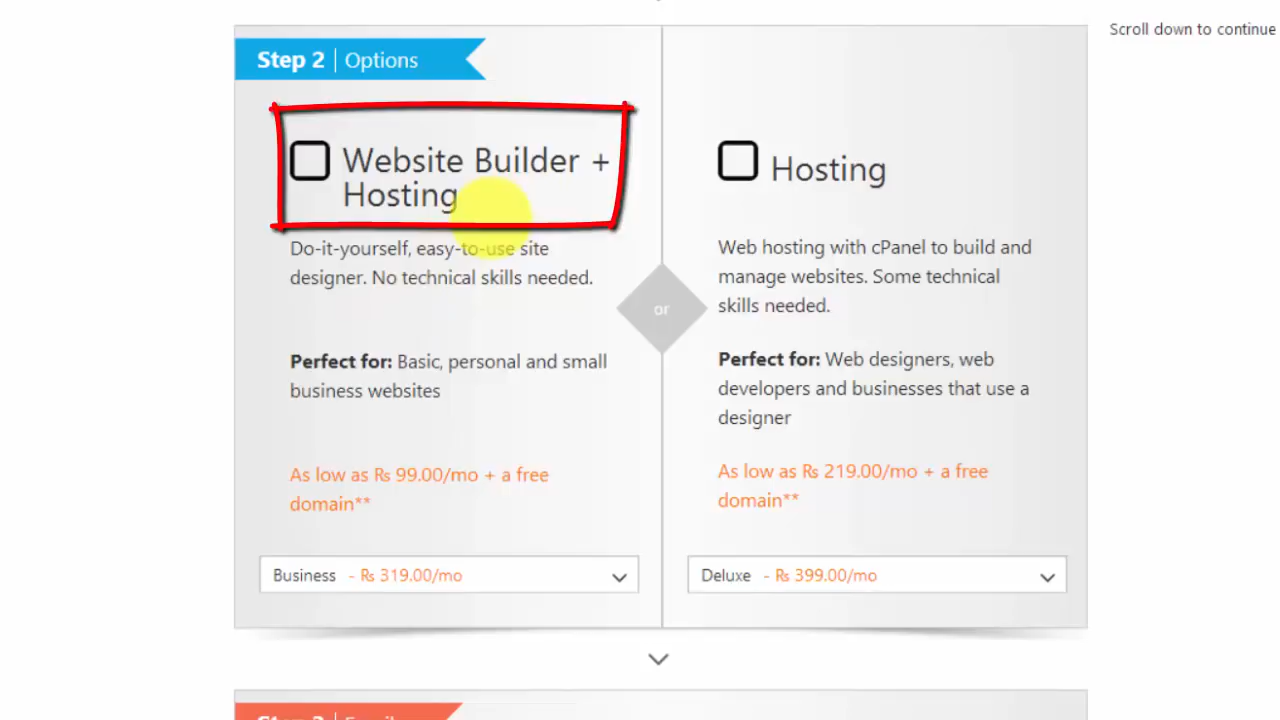 Scroll down to continue
Step 2 | Options
Website Builder +
Hosting
Do-it-yourself, easy-to-use site
designer. No technical skills needed.
Perfect for: Basic, personal and small
business websites
As low as ₨ 99.00/mo + a free
domain**
Business - ₨ 319.00/mo
or
Hosting
Web hosting with cPanel to build and
manage websites. Some technical
skills needed.
Perfect for: Web designers, web
developers and businesses that use a
designer
As low as ₨ 219.00/mo + a free
domain**
Deluxe - ₨ 399.00/mo